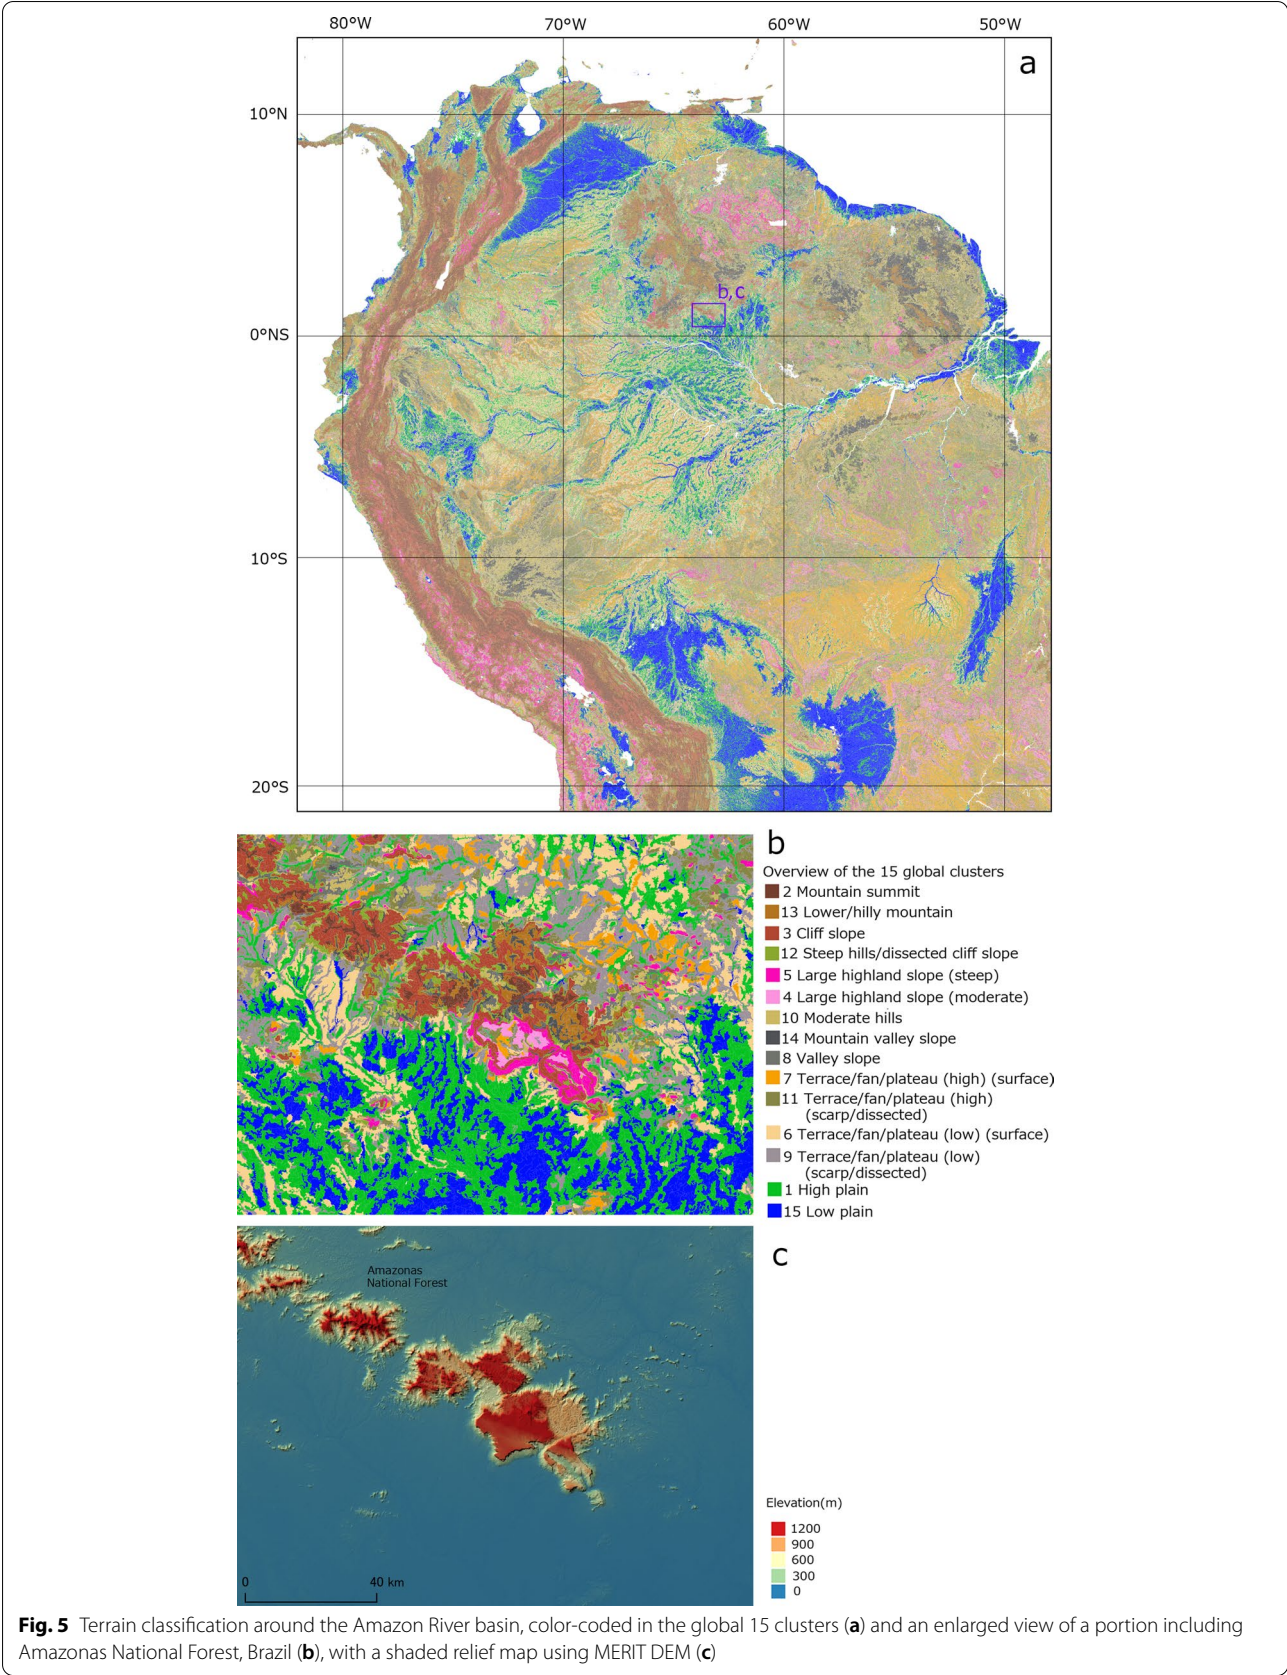 80°W 70°W 60°W 50°W
a
10°N
b,c
0°NS
10°S
20°S
b
Overview of the 15 global clusters
2 Mountain summit
13 Lower/hilly mountain
3 Cliff slope
12 Steep hills/dissected cliff slope
5 Large highland slope (steep)
4 Large highland slope (moderate)
10 Moderate hills
14 Mountain valley slope
8 Valley slope
7 Terrace/fan/plateau (high) (surface)
11 Terrace/fan/plateau (high)
(scarp/dissected)
6 Terrace/fan/plateau (low) (surface)
9 Terrace/fan/plateau (low)
(scarp/dissected)
1 High plain
15 Low plain
c
Amazonas
National Forest
Elevation(m)
1200
900
600
300
0
0 40 km
Fig. 5 Terrain classification around the Amazon River basin, color-coded in the global 15 clusters (a) and an enlarged view of a portion including
Amazonas National Forest, Brazil (b), with a shaded relief map using MERIT DEM (c)